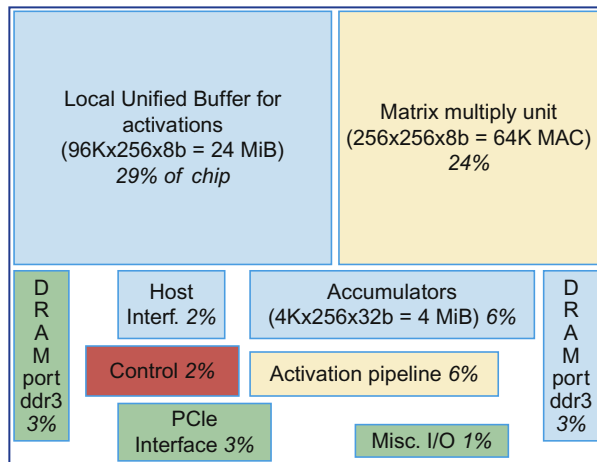 Local Unified Buffer for
activations
(96Kx256x8b = 24 MiB)
29% of chip
Matrix multiply unit
(256x256x8b = 64K MAC)
24%
D
R
A
M
port
ddr3
3%
Host
Interf. 2%
Accumulators
(4Kx256x32b = 4 MiB) 6%
D
R
A
M
port
ddr3
3%
Control 2%
Activation pipeline 6%
PCIe
Interface 3%
Misc. I/O 1%